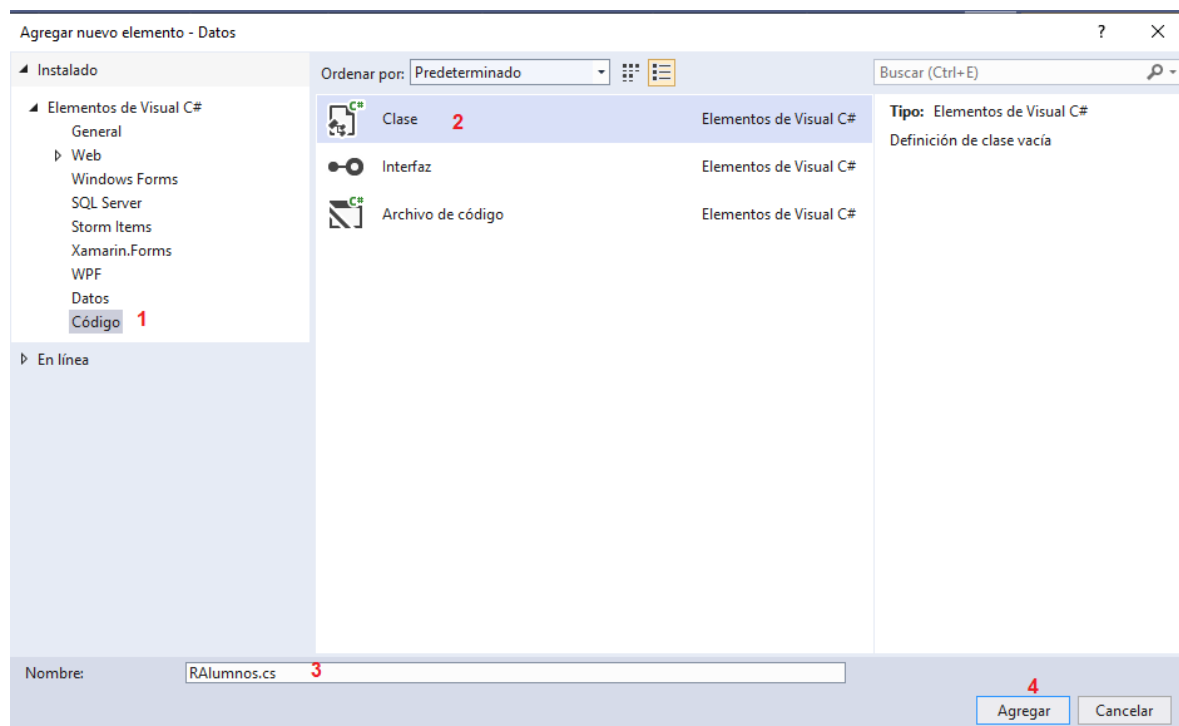 Agregar nuevo elemento - Datos ?
Instalado
Elementos de Visual C#
General
Web
Windows Forms
SQL Server
Storm Items
Xamarin.Forms
WPF
Datos
Código 1
En línea
Ordenar por: Predeterminado
C# Clase 2 Elementos de Visual C#
Interfaz Elementos de Visual C#
C# Archivo de código Elementos de Visual C#
Buscar (Ctrl+E)
Tipo: Elementos de Visual C#
Definición de clase vacía
Nombre: RAlumnos.cs 3
4
Agregar Cancelar